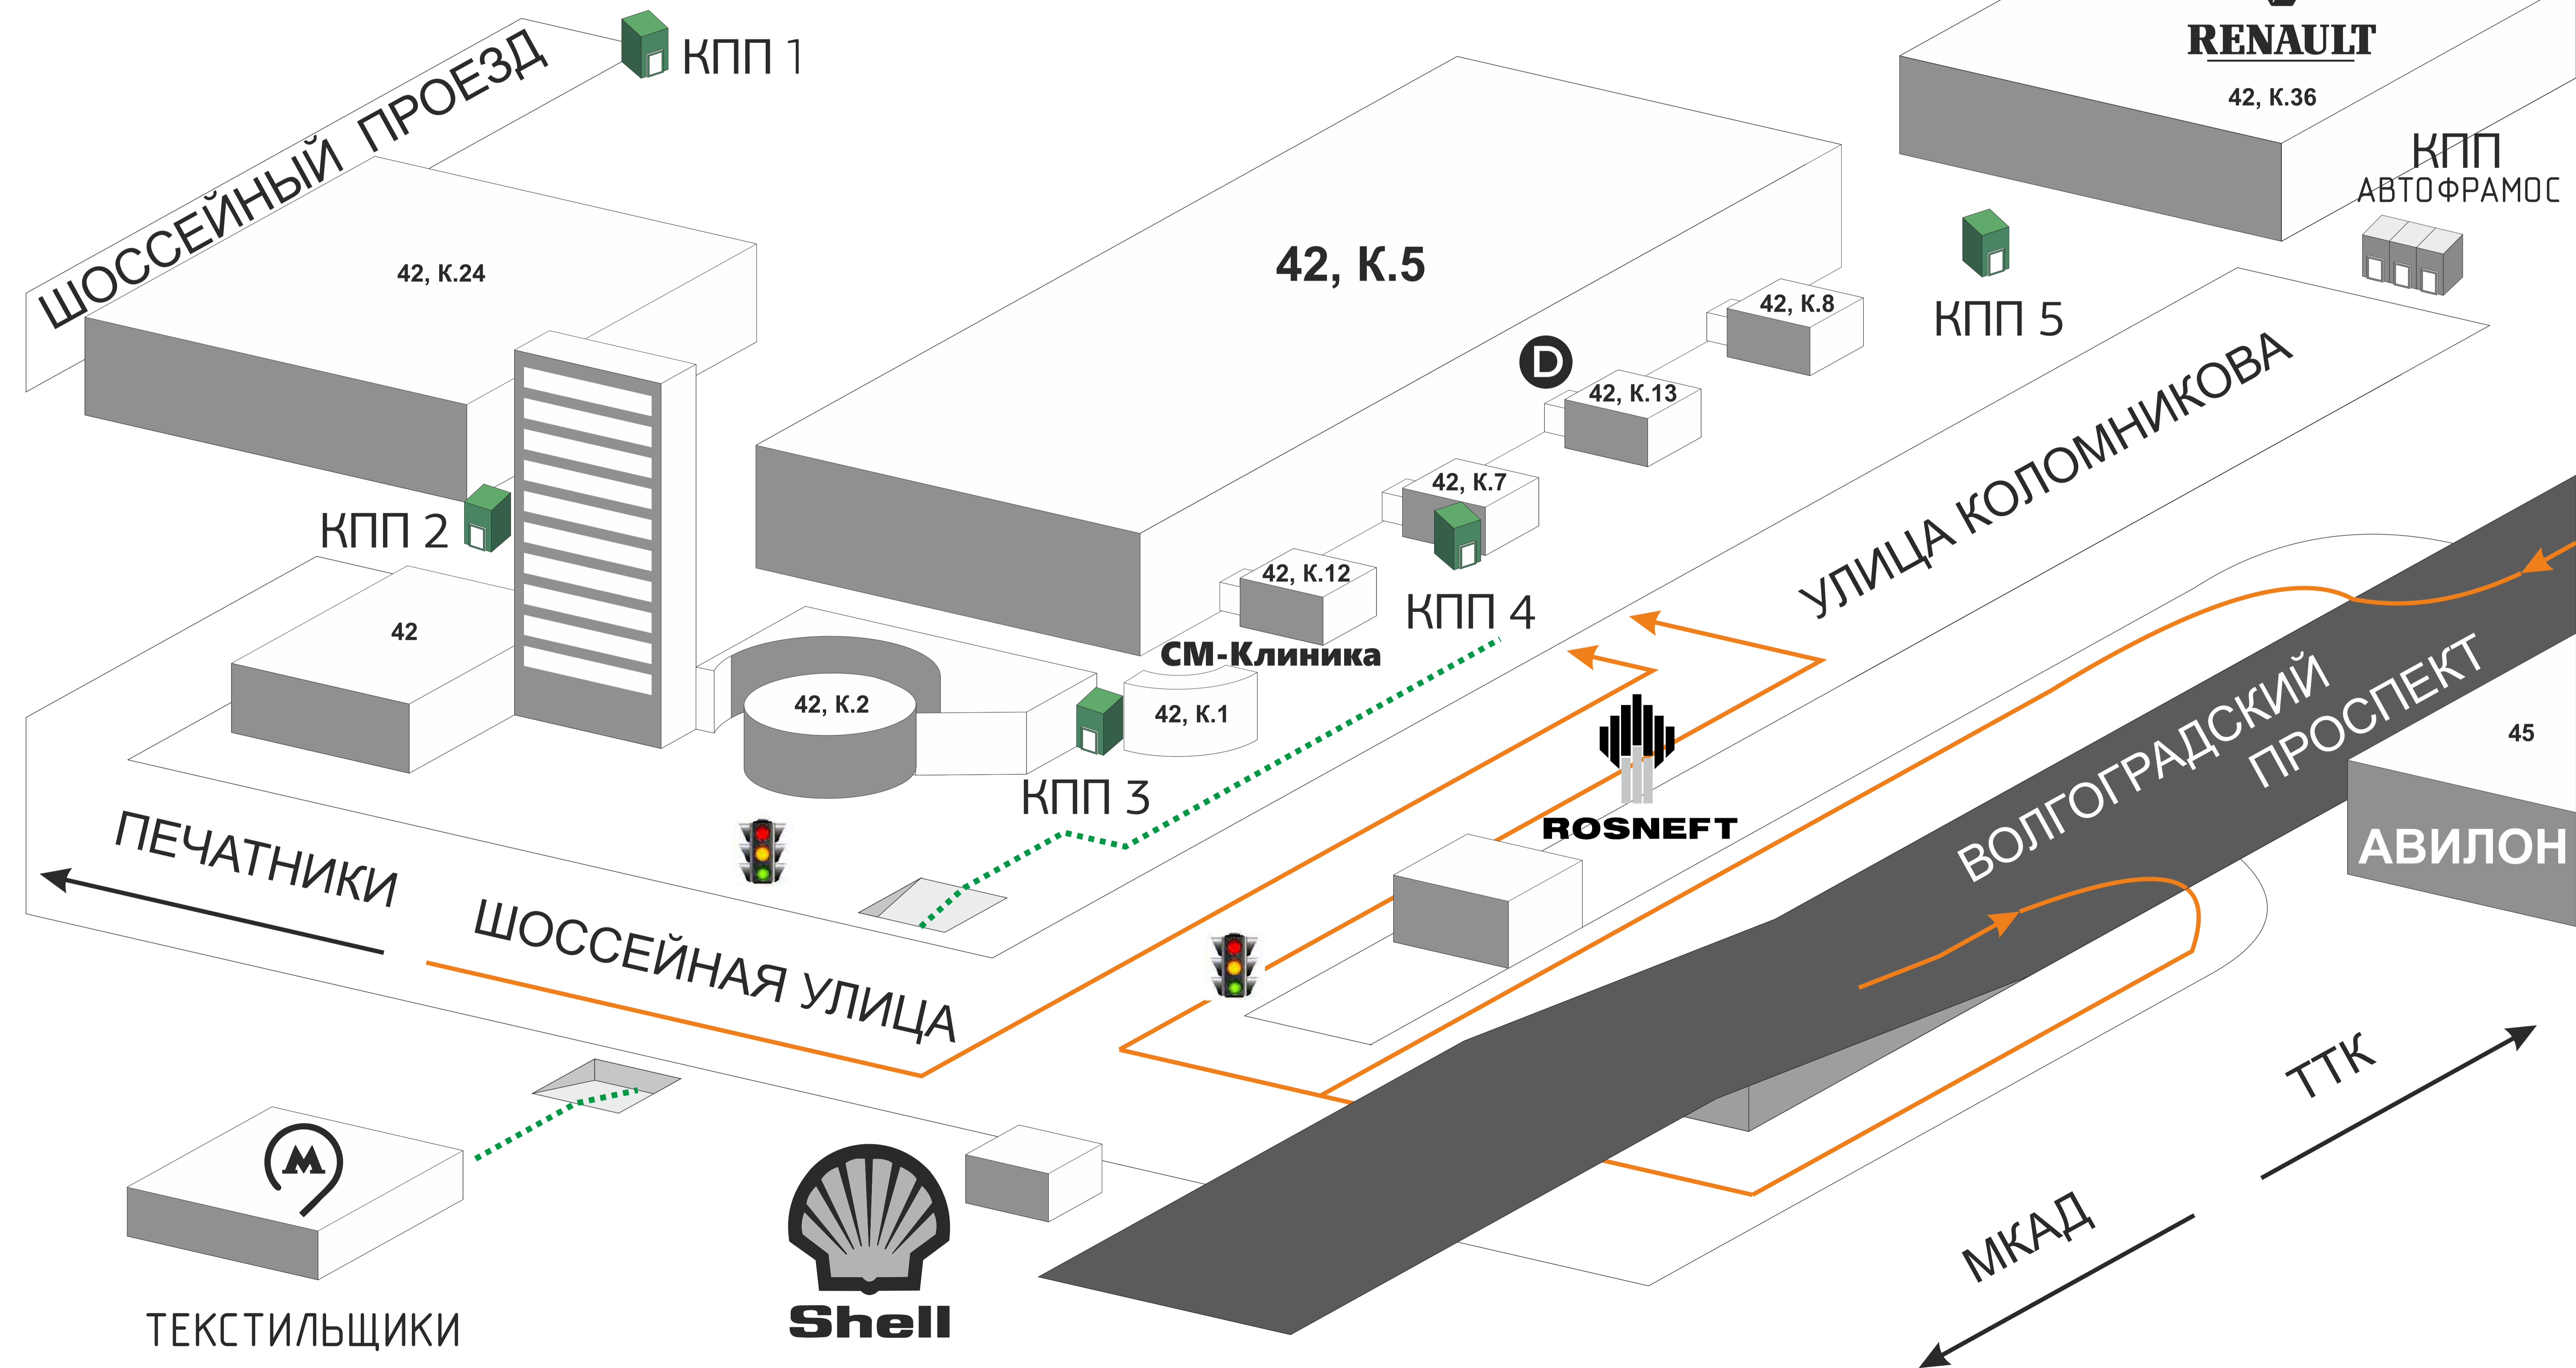 RENAULT
КПП 1
42, К.36
ШОССЕЙНЫЙ ПРОЕЗД
КПП
АВТОФРАМОС
42, К.24
42, К.5
42, К.8
КПП 5
D
42, К.13
УЛИЦА КОЛОМНИКОВА
42, К.7
КПП 2
42, К.12
КПП 4
42
СМ-Клиника
42, К.2
42, К.1
ВОЛГОГРАДСКИЙ
ПРОСПЕКТ
45
КПП 3
ROSNEFT
АВИЛОН
ПЕЧАТНИКИ
ШОССЕЙНАЯ УЛИЦА
ТТК
М
МКАД
Shell
ТЕКСТИЛЬЩИКИ